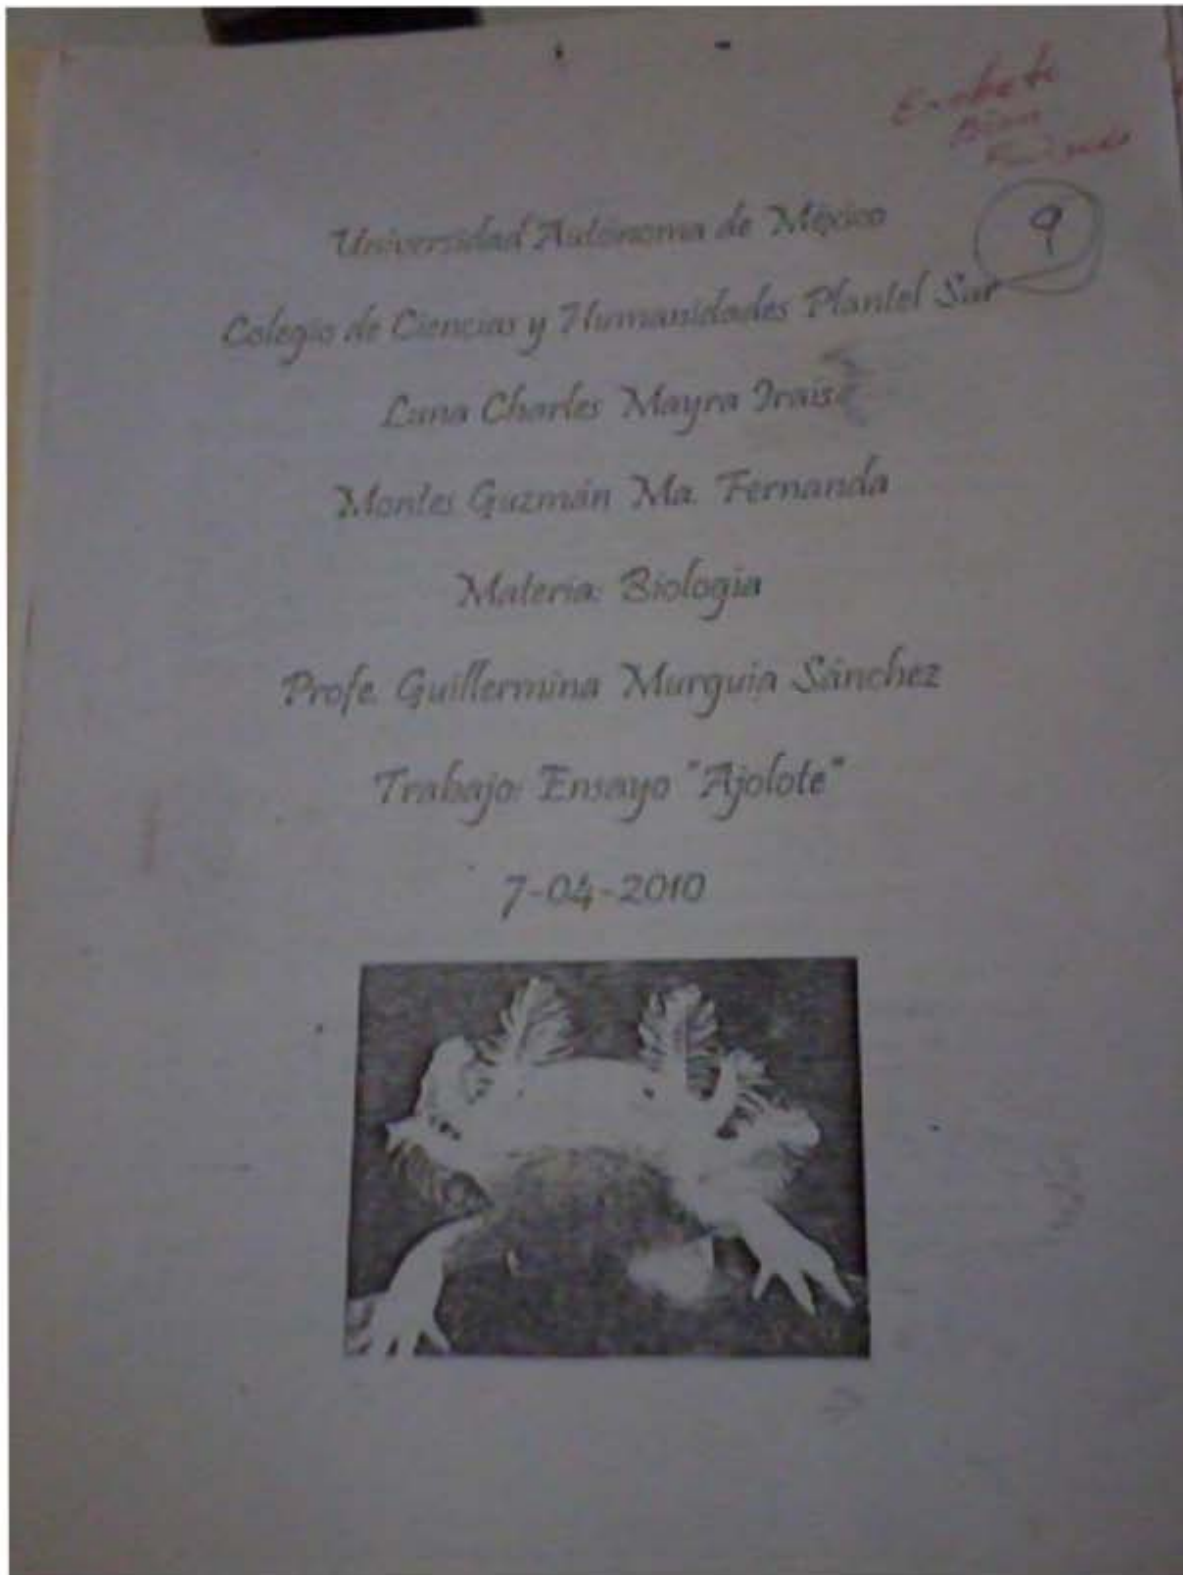 Bien
9
Universidad Autónoma de México
Colegio de Ciencias y Humanidades Plantel Sur
Luna Charles Mayra Irais
Montes Guzmán Ma. Fernanda
Materia: Biologia
Profe. Guillermina Murguia Sánchez
Trabajo: Ensayo "Ajolote"
7-04-2010